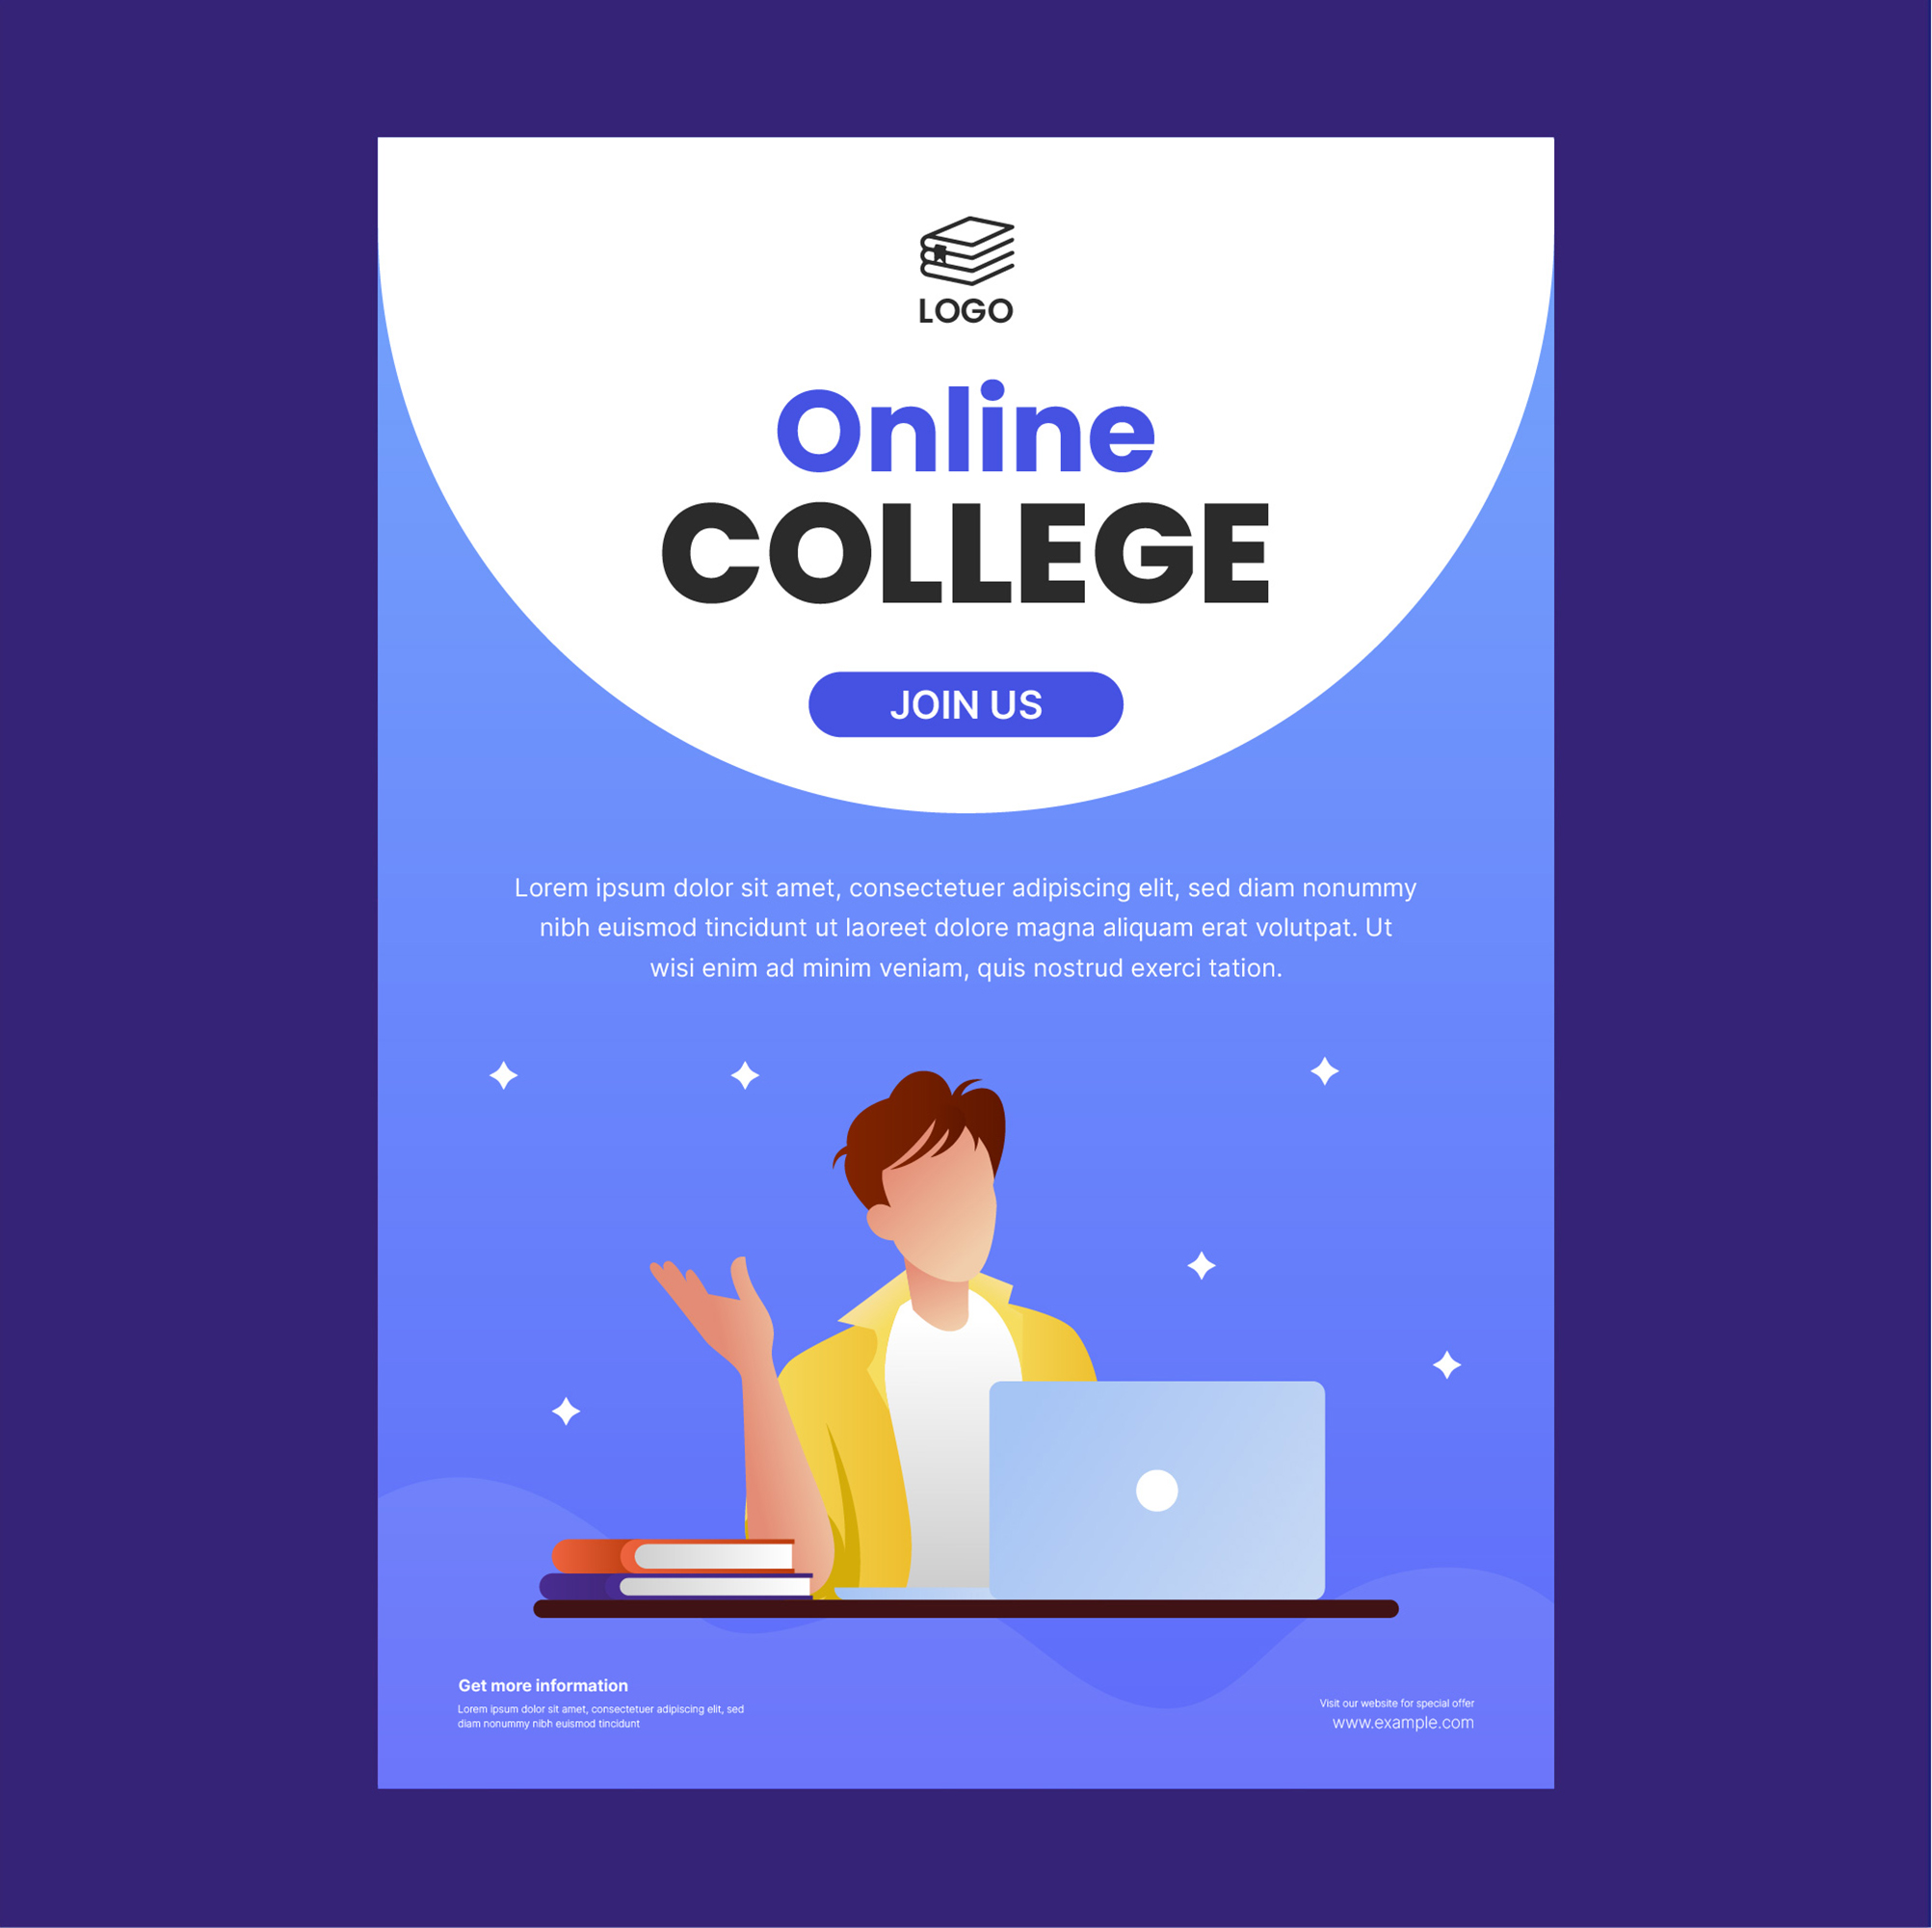 LOGO
Online
COLLEGE
JOIN US
Lorem ipsum dolor sit amet, consectetuer adipiscing elit, sed diam nonummy
nibh euismod tincidunt ut laoreet dolore magna aliquam erat volutpat. Ut
wisi enim ad minim veniam, quis nostrud exerci tation.
Get more information
Lorem ipsum dolor sit amet, consectetuer adipiscing elit, sed
diam nonummy nibh euismod tincidunt
Visit our website for special offer
www.example.com